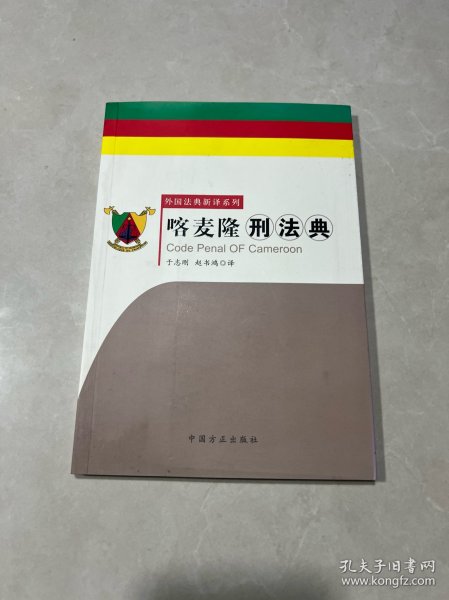 外国法典新译系列
喀麦隆刑法典
Code Penal OF Cameroon
于志刚 赵书鸿◎译
中国方正出版社
孔夫子旧书网
www.kongfz.com